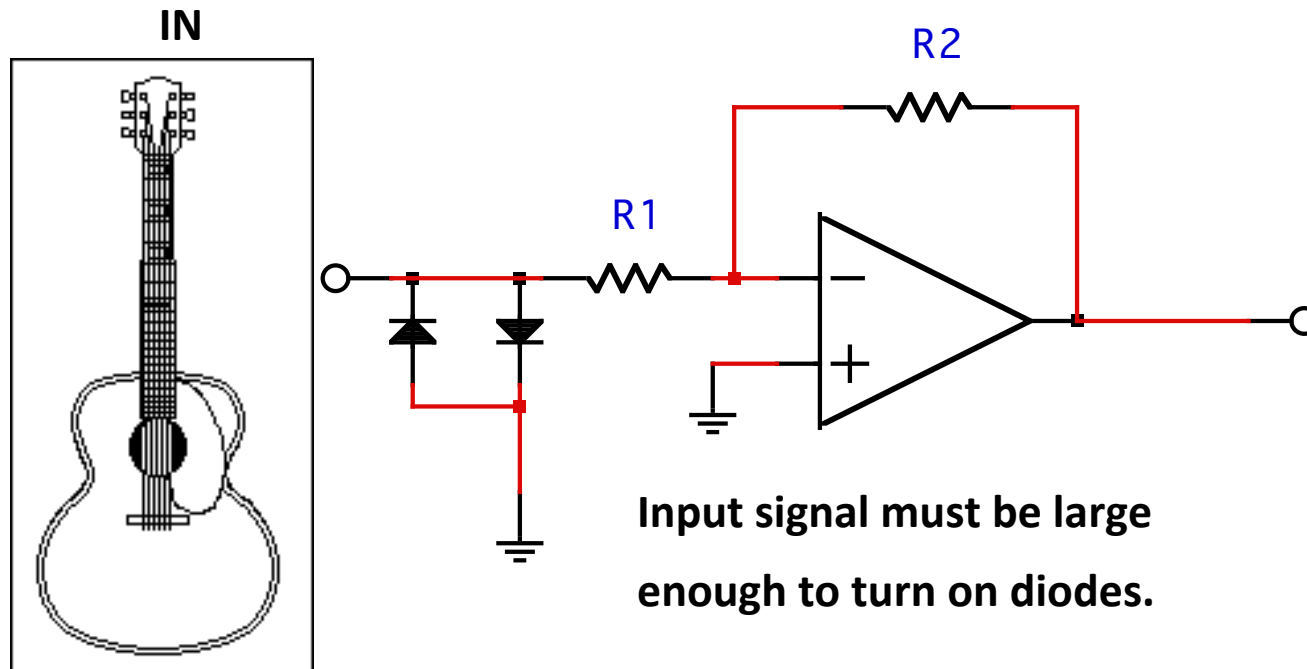 IN
R2
R1
−
+
Input signal must be large
enough to turn on diodes.